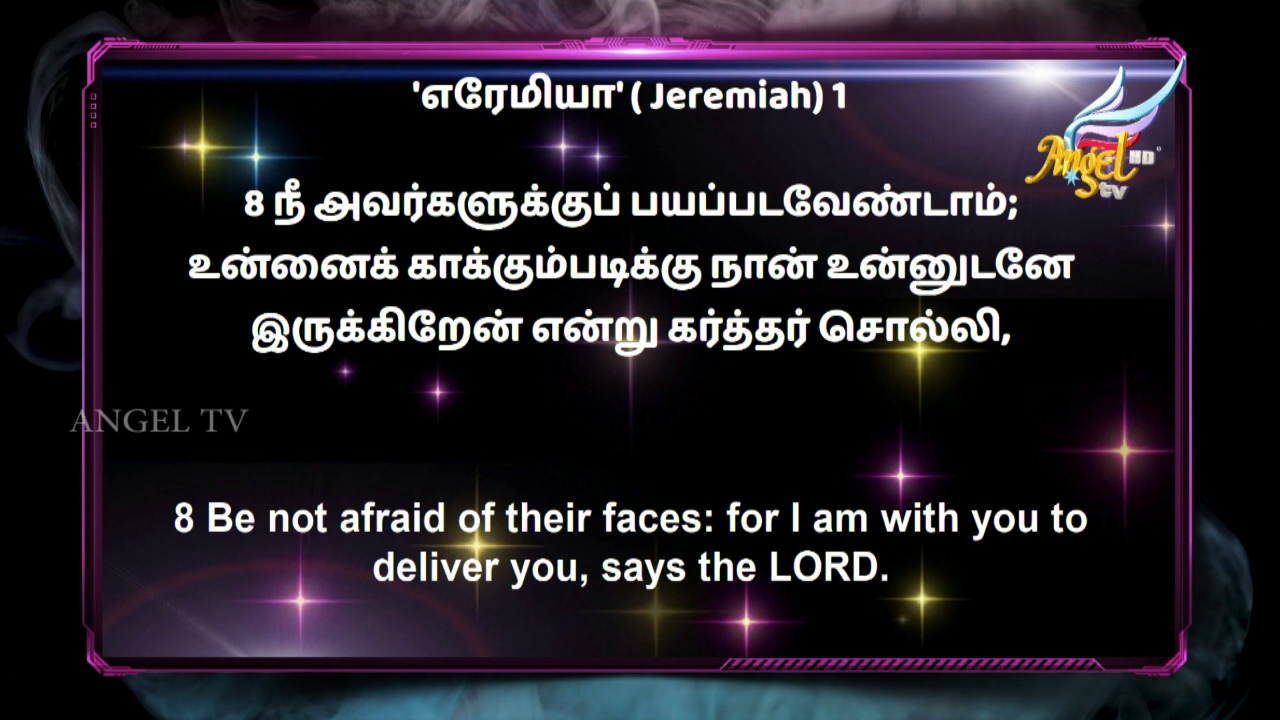 'எரேமியா' ( Jeremiah) 1
Angel HD
tv
8 நீ அவர்களுக்குப் பயப்படவேண்டாம்;
உன்னைக் காக்கும்படிக்கு நான் உன்னுடனே
இருக்கிறேன் என்று கர்த்தர் சொல்லி,
ANGEL TV
8 Be not afraid of their faces: for I am with you to
deliver you, says the LORD.